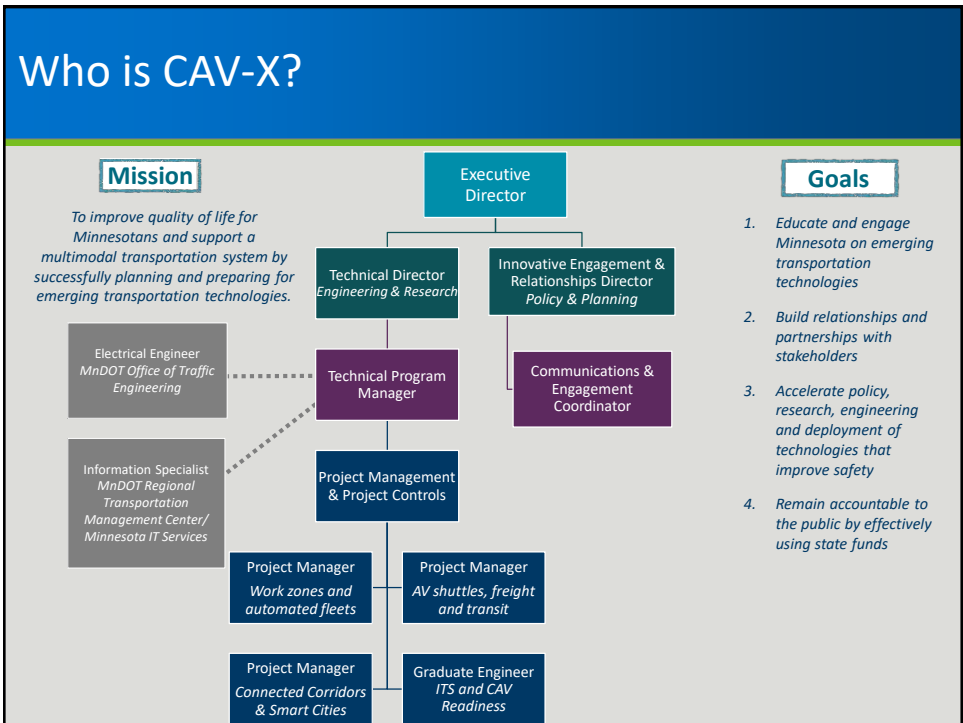 Who is CAV-X?
Mission
To improve quality of life for
Minnesotans and support a
multimodal transportation system by
successfully planning and preparing for
emerging transportation technologies.
Executive
Director
Technical Director
Engineering & Research
Innovative Engagement &
Relationships Director
Policy & Planning
Electrical Engineer
MnDOT Office of Traffic
Engineering
Technical Program
Manager
Communications &
Engagement
Coordinator
Information Specialist
MnDOT Regional
Transportation
Management Center/
Minnesota IT Services
Project Management
& Project Controls
Project Manager
Work zones and
automated fleets
Project Manager
AV shuttles, freight
and transit
Project Manager
Connected Corridors
& Smart Cities
Graduate Engineer
ITS and CAV
Readiness
Goals
1. Educate and engage
Minnesota on emerging
transportation
technologies
2. Build relationships and
partnerships with
stakeholders
3. Accelerate policy,
research, engineering
and deployment of
technologies that
improve safety
4. Remain accountable to
the public by effectively
using state funds